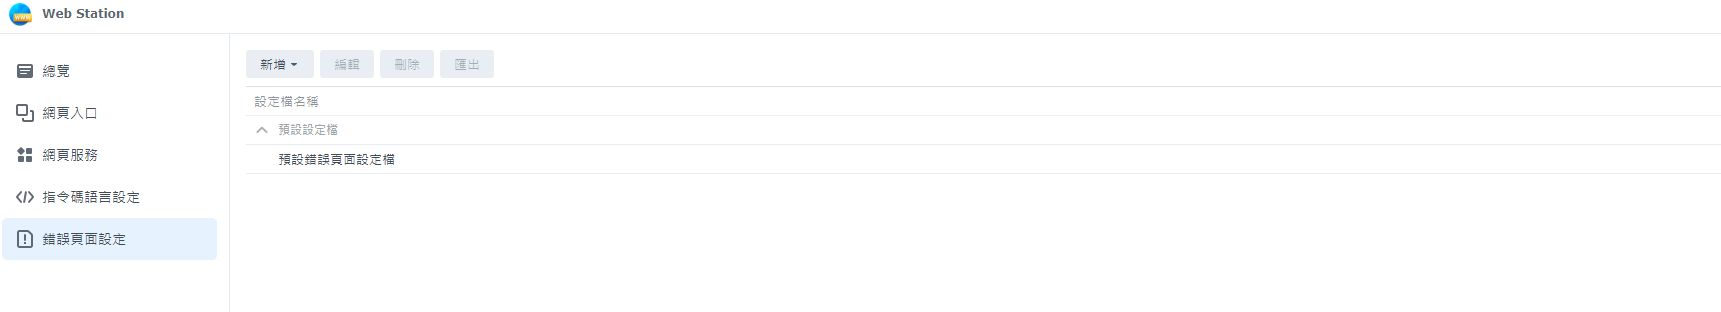 Web Station
總覽
網頁入口
網頁服務
指令碼語言設定
錯誤頁面設定
新增 編輯 刪除 匯出
設定檔名稱
預設設定檔
預設錯誤頁面設定檔